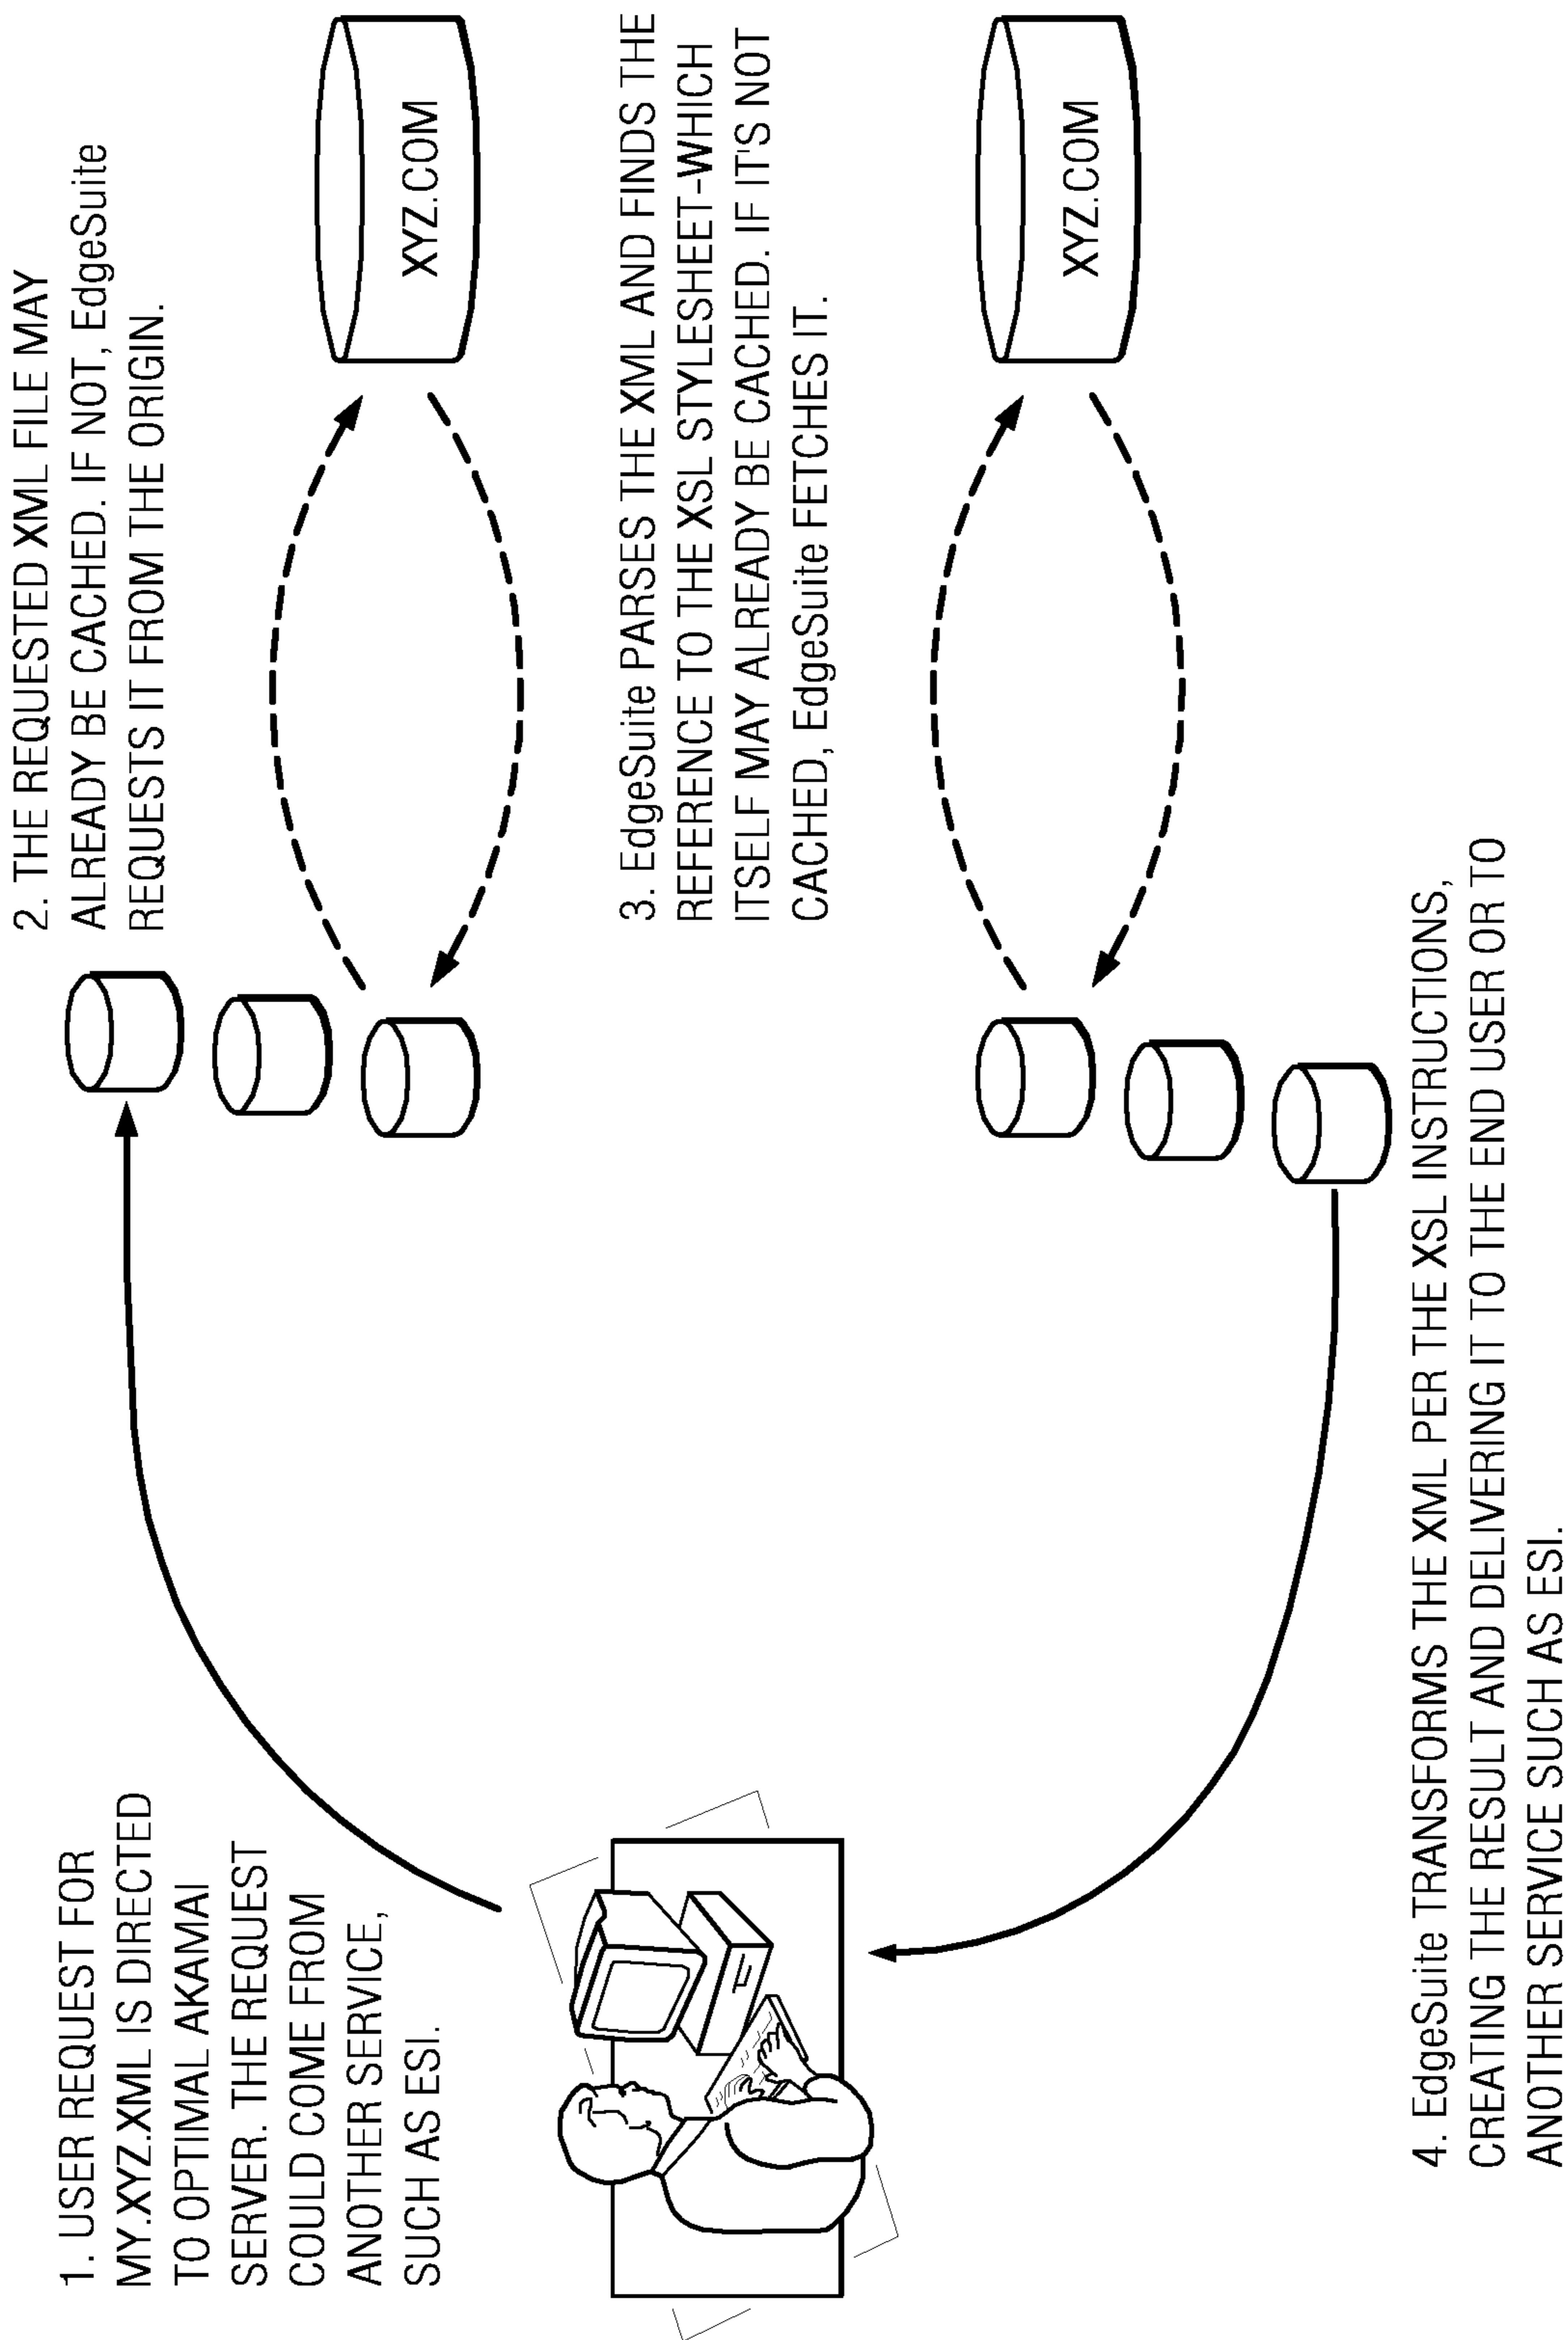 1. USER REQUEST FOR
MY.XYZ.XML IS DIRECTED
TO OPTIMAL AKAMAI
SERVER. THE REQUEST
COULD COME FROM
ANOTHER SERVICE,
SUCH AS ESI.
2. THE REQUESTED XML FILE MAY
ALREADY BE CACHED. IF NOT, EdgeSuite
REQUESTS IT FROM THE ORIGIN.
XYZ.COM
3. EdgeSuite PARSES THE XML AND FINDS THE
REFERENCE TO THE XSL STYLESHEET-WHICH
ITSELF MAY ALREADY BE CACHED. IF IT'S NOT
CACHED, EdgeSuite FETCHES IT.
XYZ.COM
4. EdgeSuite TRANSFORMS THE XML PER THE XSL INSTRUCTIONS,
CREATING THE RESULT AND DELIVERING IT TO THE END USER OR TO
ANOTHER SERVICE SUCH AS ESI.